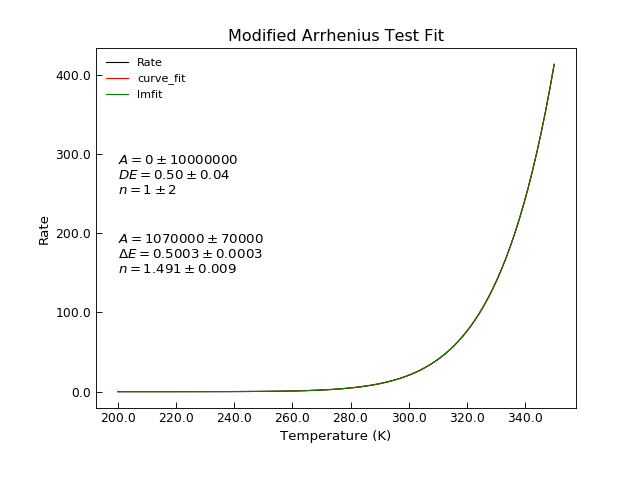 Modified Arrhenius Test Fit
Rate
curve_fit
lmfit
400.0
300.0
200.0
100.0
0.0
Rate
A = 0 ± 10000000
DE = 0.50 ± 0.04
n = 1 ± 2
A = 1070000 ± 70000
ΔE = 0.5003 ± 0.0003
n = 1.491 ± 0.009
200.0 220.0 240.0 260.0 280.0 300.0 320.0 340.0
Temperature (K)